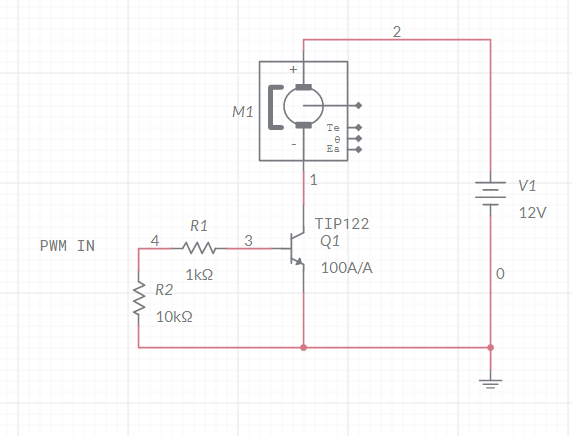 2
+
M1
Te
θ
Ea
-
1
V1
12V
TIP122
Q1
100A/A
R1
4
3
PWM IN
1kΩ
0
R2
10kΩ